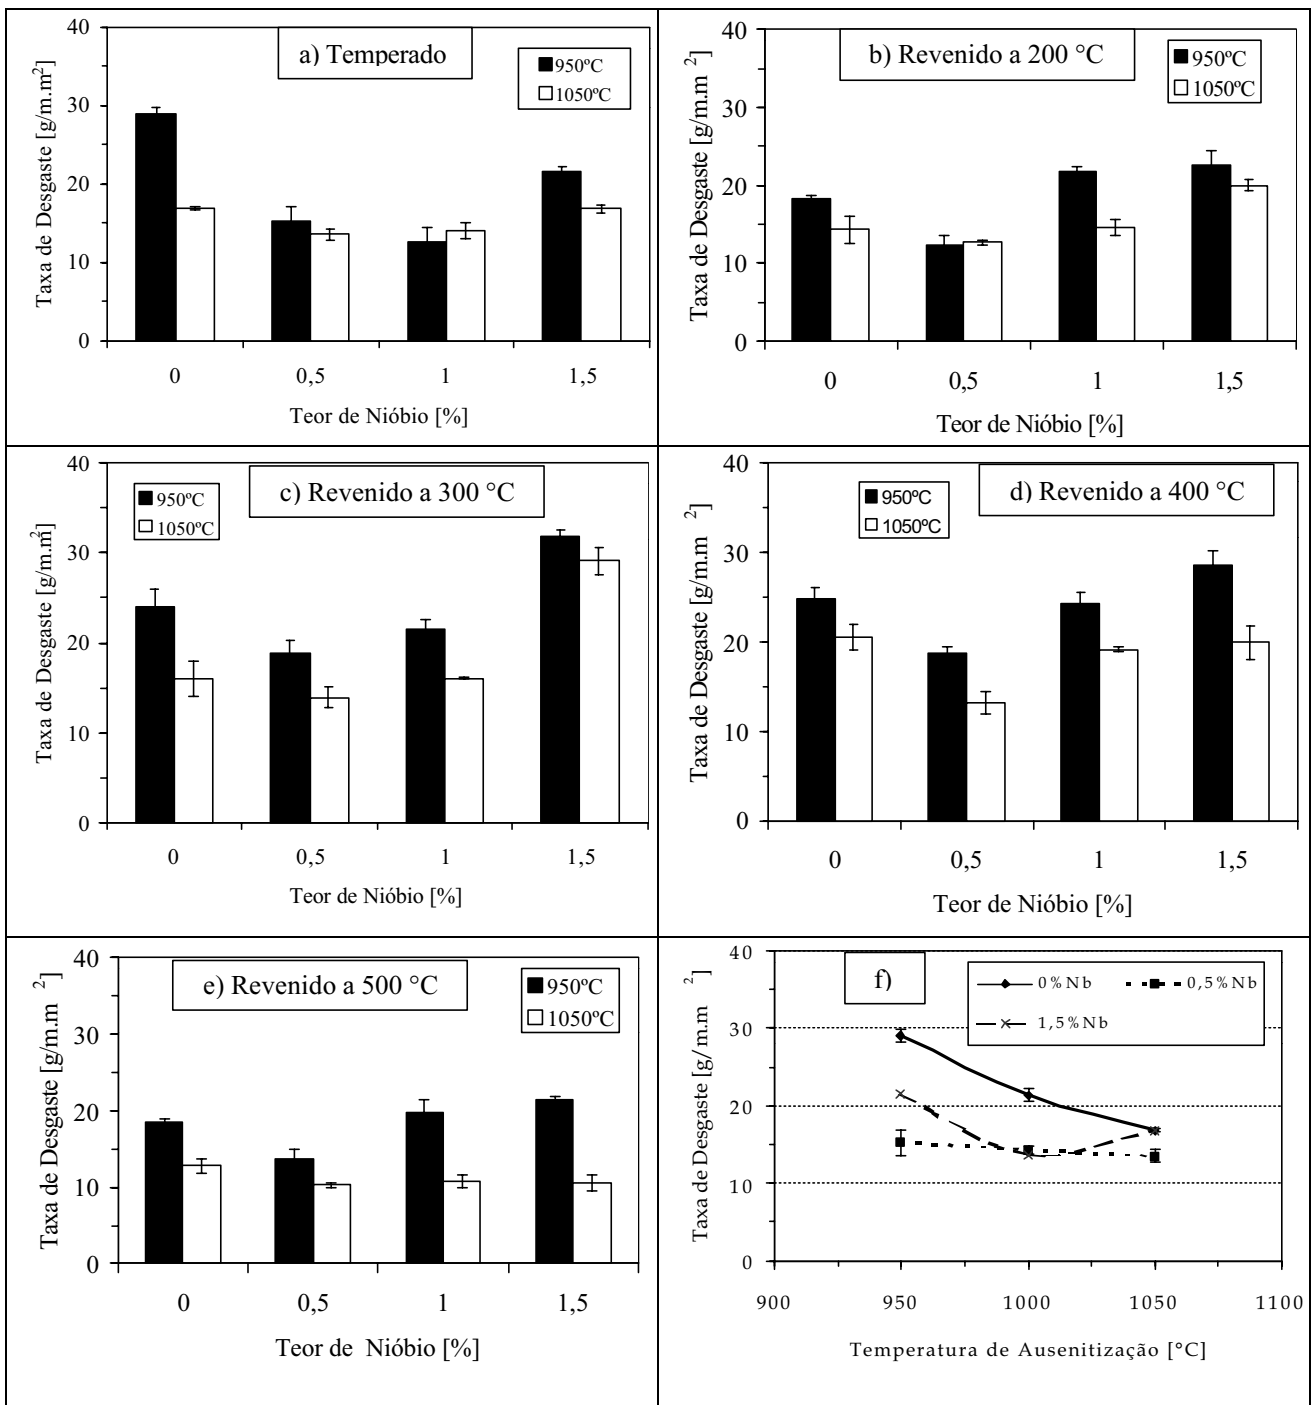 a) Temperado
950ºC
1050ºC
Taxa de Desgaste [g/m.m²]
40
30
20
10
0
0 0,5 1 1,5
Teor de Nióbio [%]
b) Revenido a 200 °C
950ºC
1050ºC
Taxa de Desgaste [g/m.m 2]
40
30
20
10
0
0 0,5 1 1,5
Teor de Nióbio [%]
c) Revenido a 300 °C
950ºC
1050ºC
Taxa de Desgaste [g/m.m²]
40
30
20
10
0
0 0,5 1 1,5
Teor de Nióbio [%]
d) Revenido a 400 °C
950ºC
1050ºC
Taxa de Desgaste [g/m.m 2]
40
30
20
10
0
0 0,5 1 1,5
Teor de Nióbio [%]
e) Revenido a 500 °C
950ºC
1050ºC
Taxa de Desgaste [g/m.m 2]
40
30
20
10
0
0 0,5 1 1,5
Teor de Nióbio [%]
f)
0%Nb 0,5%Nb
1,5%Nb
Taxa de Desgaste [g/m.m 2]
40
30
20
10
0
900 950 1000 1050 1100
Temperatura de Ausenitização [°C]